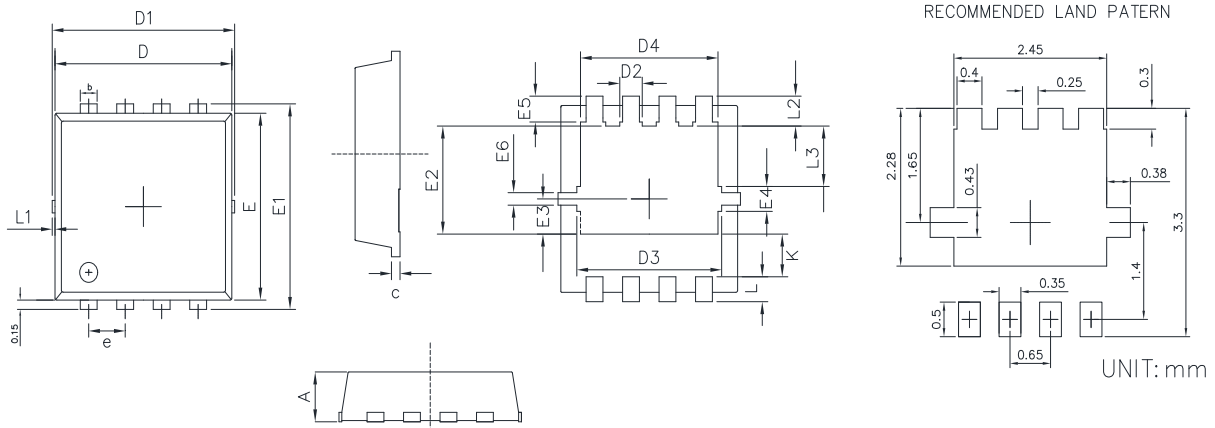 RECOMMENDED LAND PATERN
D1
D
b
L1
E
E1
0.15
e
c
A
D4
D2
E5
L2
E6
E2
L3
E3
E4
D3
K
L
2.45
0.4
0.25
0.3
2.28
1.65
0.43
0.38
3.3
1.4
0.35
0.5
0.65
UNIT: mm